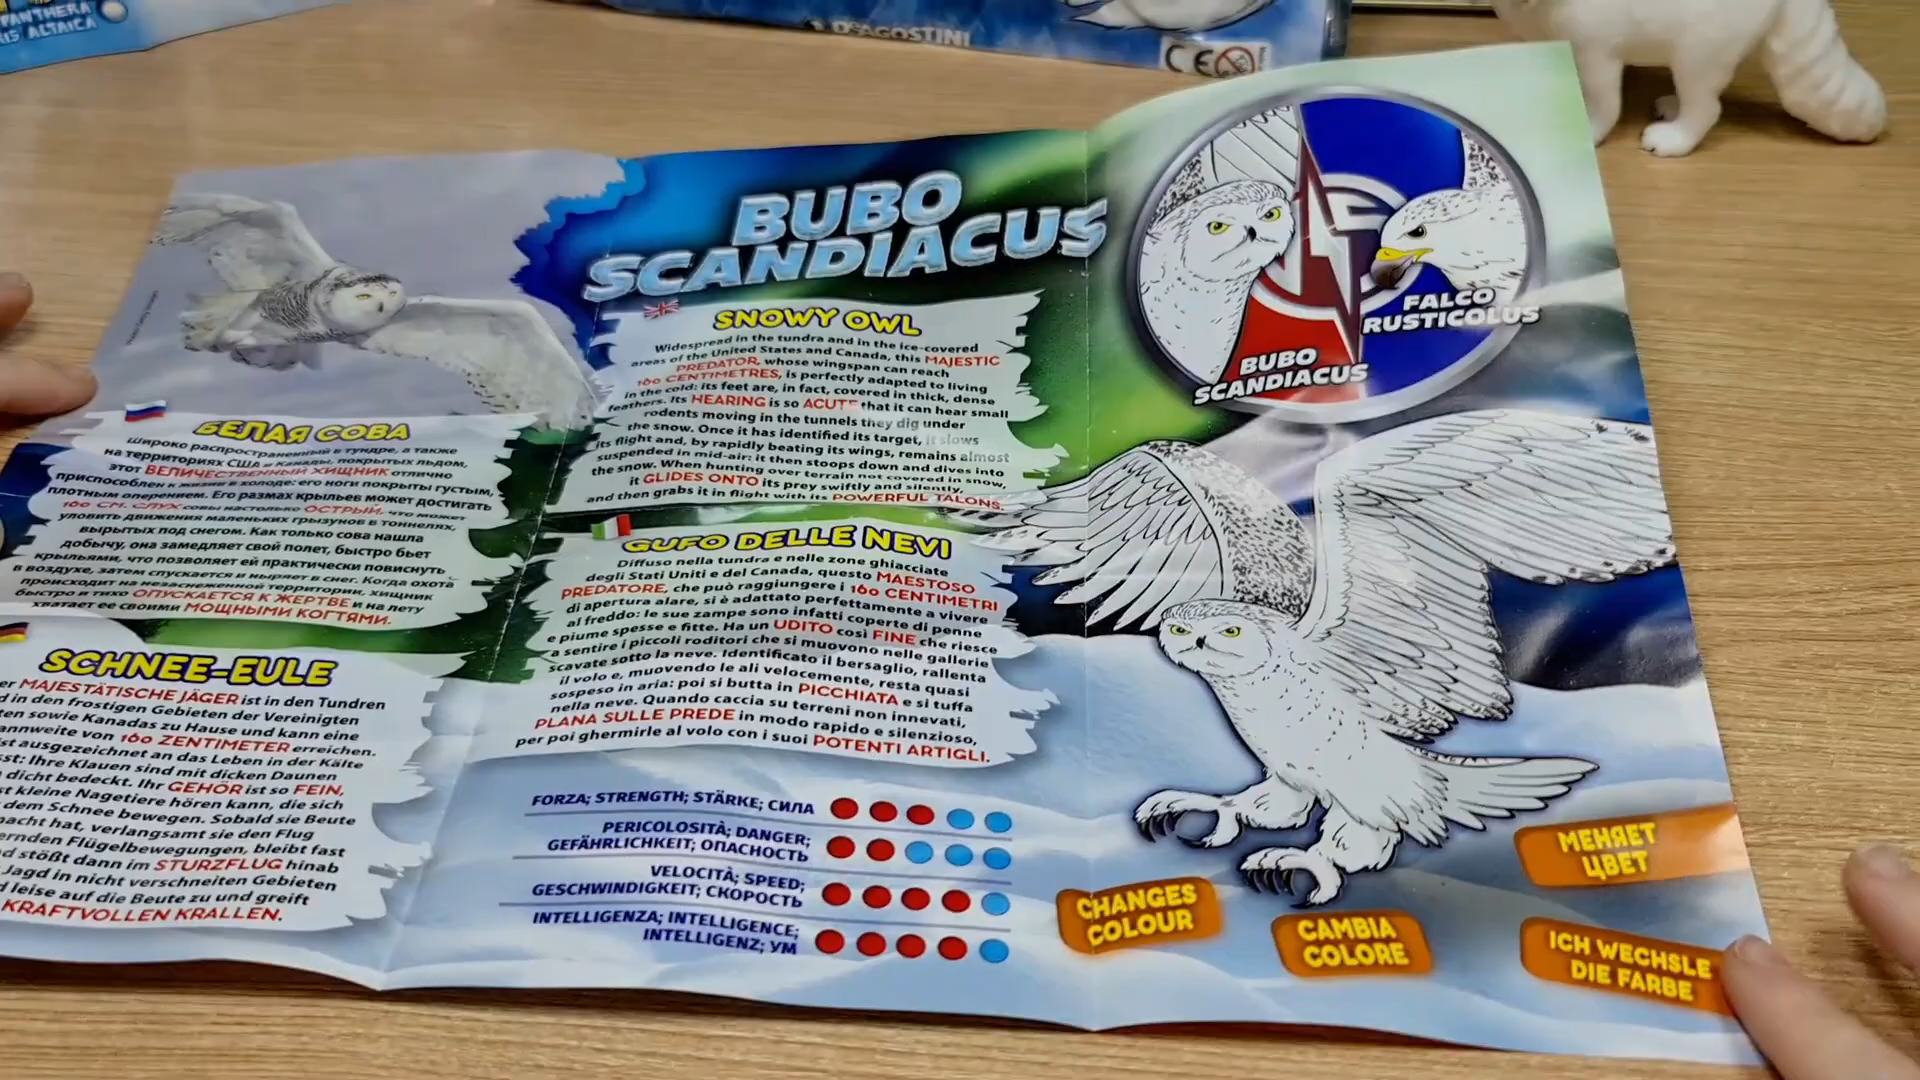 PANTHERA
ALTAICA
DEAGOSTINI
CE
BUBO
SCANDIACUS
SNOWY OWL
Widespread in the tundra and in the ice-covered
areas of the United States and Canada, this MAJESTIC
PREDATOR, whose wingspan can reach
160 CENTIMETRES, is perfectly adapted to living
in the cold: its feet are, in fact, covered in thick, dense
feathers. Its HEARING is so ACUTE that it can hear small
rodents moving in the tunnels they dig under
the snow. Once it has identified its target, it slows
its flight and, by rapidly beating its wings, remains almost
suspended in mid-air: it then stoops down and dives into
the snow. When hunting over terrain not covered in snow,
it GLIDES ONTO its prey swiftly and silently,
and then grabs it in flight with its POWERFUL TALONS.
БЕЛАЯ СОВА
Широко распространенный в тундре, а также
на территориях США и Канады, покрытых льдом,
этот ВЕЛИЧЕСТВЕННЫЙ ХИЩНИК отлично
приспособлен к жизни в холоде: его ноги покрыты густым,
плотным оперением. Его размах крыльев может достигать
160 СМ. СЛУХ совы настолько ОСТРЫЙ, что может
уловить движения маленьких грызунов в тоннелях,
вырытых под снегом. Как только сова нашла
добычу, она замедляет свой полет, быстро бьет
крыльями, что позволяет ей практически повиснуть
в воздухе, затем спускается и ныряет в снег. Когда охота
происходит на незаснеженной территории, хищник
быстро и тихо ОПУСКАЕТСЯ К ЖЕРТВЕ и на лету
хватает ее своими МОЩНЫМИ КОГТЯМИ.
GUFO DELLE NEVI
Diffuso nella tundra e nelle zone ghiacciate
degli Stati Uniti e del Canada, questo MAESTOSO
PREDATORE, che può raggiungere i 160 CENTIMETRI
di apertura alare, si è adattato perfettamente a vivere
al freddo: le sue zampe sono infatti coperte di penne
e piume spesse e fitte. Ha un UDITO così FINE che riesce
a sentire i piccoli roditori che si muovono nelle gallerie
scavate sotto la neve. Identificato il bersaglio, rallenta
il volo e, muovendo le ali velocemente, resta quasi
sospeso in aria: poi si butta in PICCHIATA e si tuffa
nella neve. Quando caccia su terreni non innevati,
PLANA SULLE PREDE in modo rapido e silenzioso,
per poi ghermirle al volo con i suoi POTENTI ARTIGLI.
SCHNEE-EULE
MAJESTÄTISCHE JÄGER ist in den Tundren
in den frostigen Gebieten der Vereinigten
sowie Kanadas zu Hause und kann eine
von 160 ZENTIMETER erreichen.
ausgezeichnet an das Leben in der Kälte
Ihre Klauen sind mit dicken Daunen
dicht bedeckt. Ihr GEHÖR ist so FEIN,
kleine Nagetiere hören kann, die sich
dem Schnee bewegen. Sobald sie Beute
hat, verlangsamt sie den Flug
Flügelbewegungen, bleibt fast
stößt dann im STURZFLUG hinab
Jagd in nicht verschneiten Gebieten
leise auf die Beute zu und greift
KRAFTVOLLEN KRALLEN.
FORZA; STRENGTH; STÄRKE; СИЛА
PERICOLOSITÀ; DANGER;
GEFÄHRLICHKEIT; ОПАСНОСТЬ
VELOCITÀ; SPEED;
GESCHWINDIGKEIT; СКОРОСТЬ
INTELLIGENZA; INTELLIGENCE;
INTELLIGENZ; УМ
FALCO
RUSTICOLUS
BUBO
SCANDIACUS
CHANGES
COLOUR
CAMBIA
COLORE
МЕНЯЕТ
ЦВЕТ
ICH WECHSLE
DIE FARBE